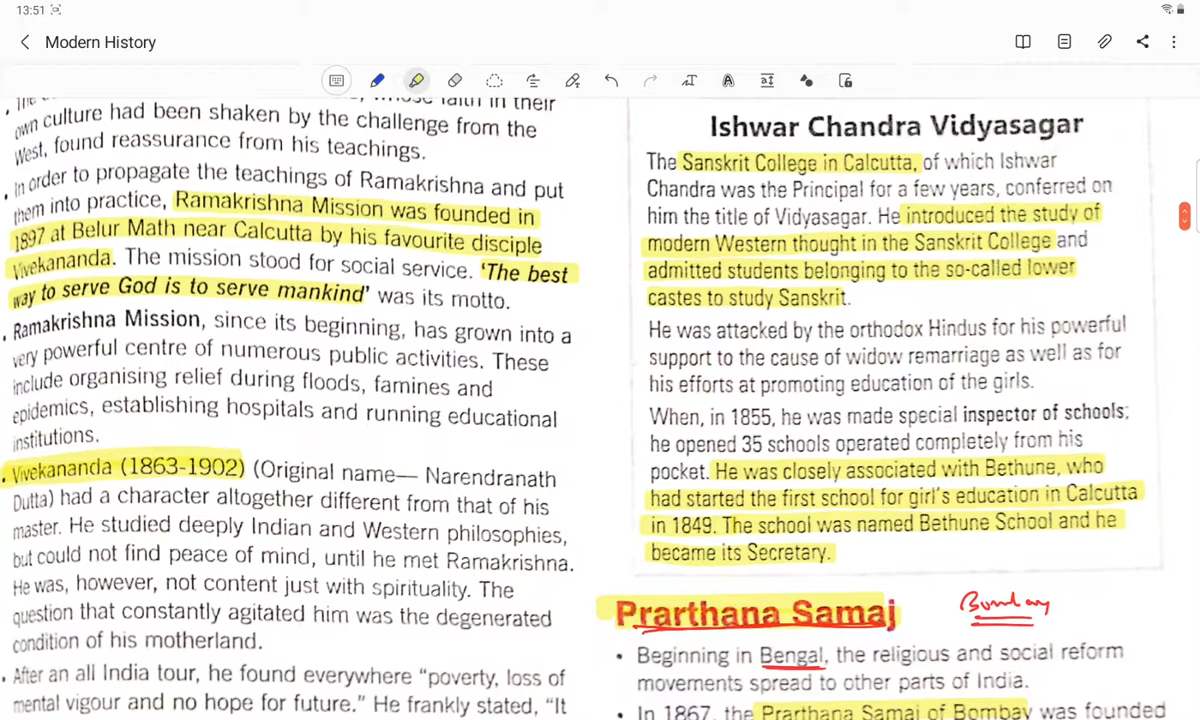 13:51
Modern History
faith in their
own culture had been shaken by the challenge from the
West, found reassurance from his teachings.
• In order to propagate the teachings of Ramakrishna and put
them into practice, Ramakrishna Mission was founded in
1897 at Belur Math near Calcutta by his favourite disciple
Vivekananda. The mission stood for social service. 'The best
way to serve God is to serve mankind' was its motto.
• Ramakrishna Mission, since its beginning, has grown into a
very powerful centre of numerous public activities. These
include organising relief during floods, famines and
epidemics, establishing hospitals and running educational
institutions.
• Vivekananda (1863-1902) (Original name— Narendranath
Dutta) had a character altogether different from that of his
master. He studied deeply Indian and Western philosophies,
but could not find peace of mind, until he met Ramakrishna.
He was, however, not content just with spirituality. The
question that constantly agitated him was the degenerated
condition of his motherland.
• After an all India tour, he found everywhere "poverty, loss of
mental vigour and no hope for future." He frankly stated, "It
Ishwar Chandra Vidyasagar
The Sanskrit College in Calcutta, of which Ishwar
Chandra was the Principal for a few years, conferred on
him the title of Vidyasagar. He introduced the study of
modern Western thought in the Sanskrit College and
admitted students belonging to the so-called lower
castes to study Sanskrit.
He was attacked by the orthodox Hindus for his powerful
support to the cause of widow remarriage as well as for
his efforts at promoting education of the girls.
When, in 1855, he was made special inspector of schools;
he opened 35 schools operated completely from his
pocket. He was closely associated with Bethune, who
had started the first school for girl's education in Calcutta
in 1849. The school was named Bethune School and he
became its Secretary.
Prarthana Samaj Bombay
• Beginning in Bengal, the religious and social reform
movements spread to other parts of India.
• In 1867, the Prarthana Samaj of Bombay was founded